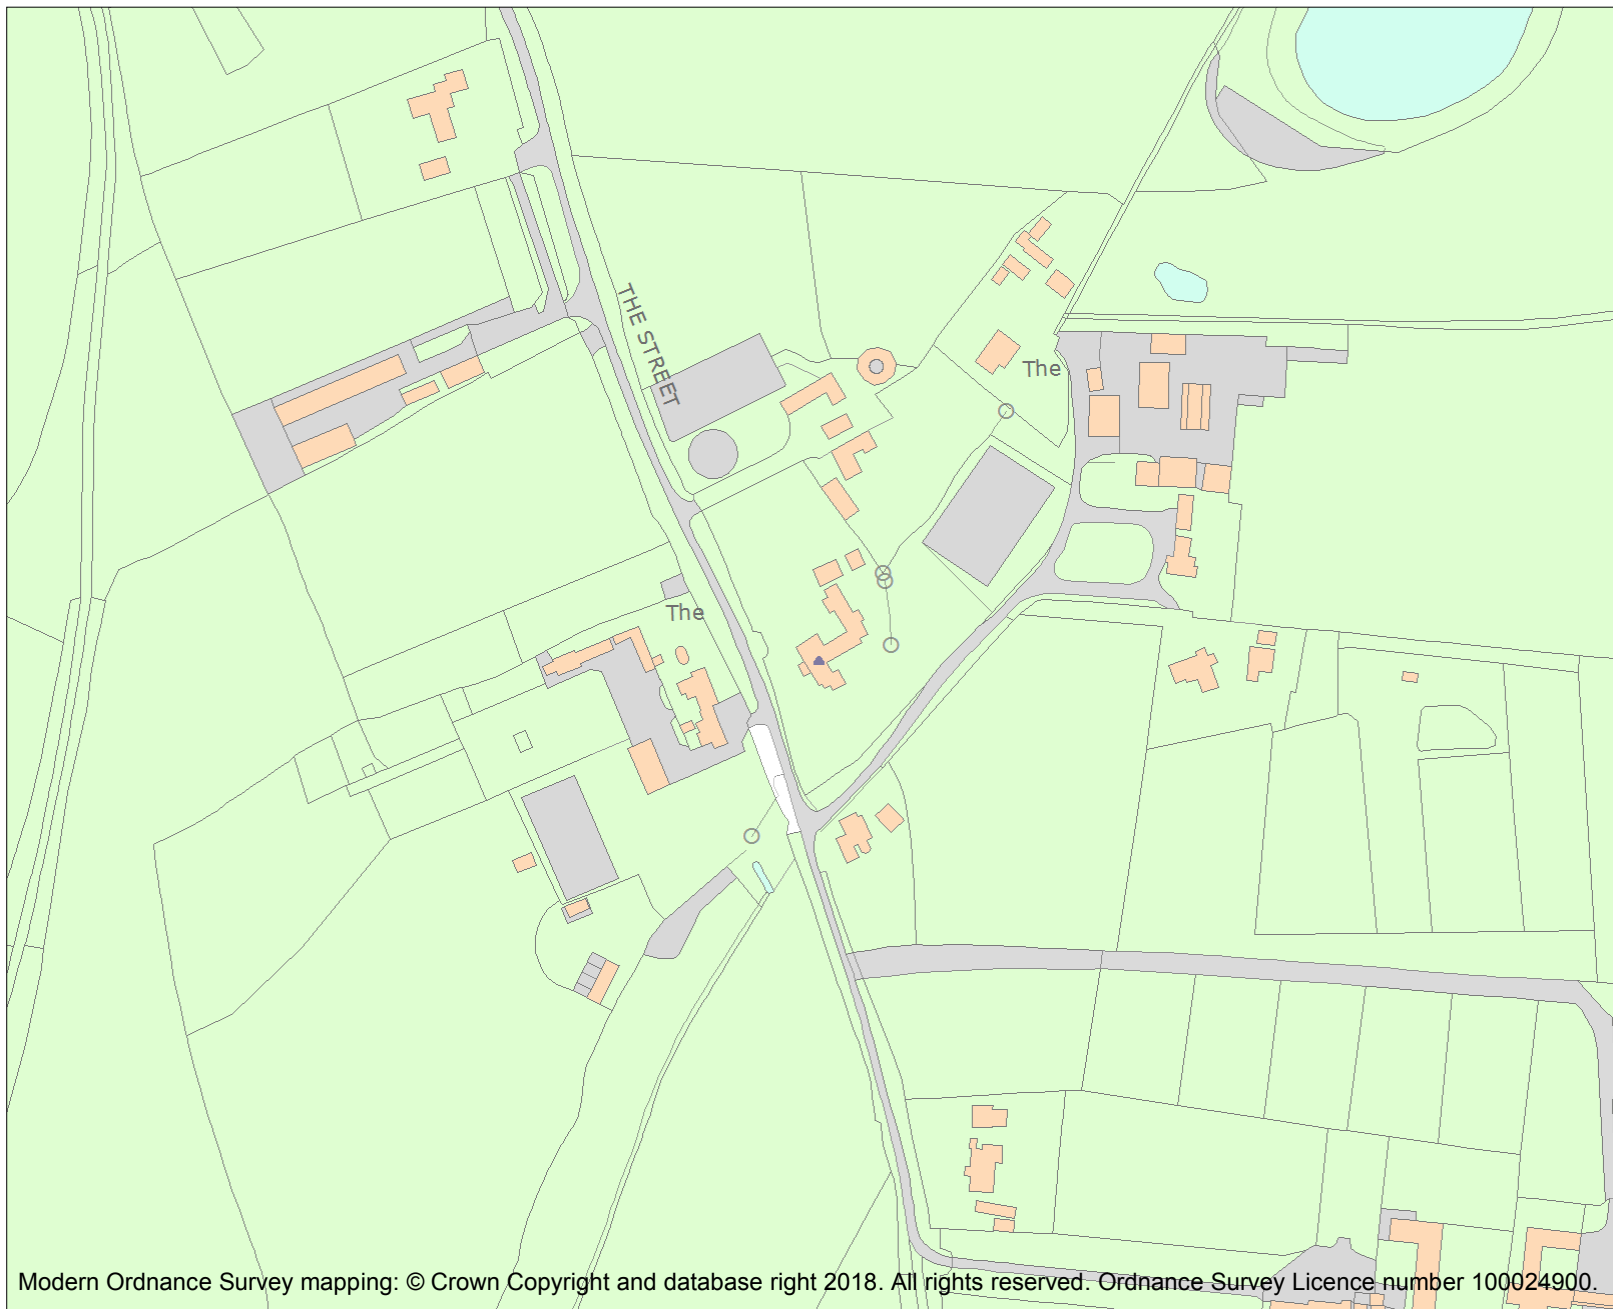 THE STREET
The
The
Modern Ordnance Survey mapping: © Crown Copyright and database right 2018. All rights reserved. Ordnance Survey Licence number 100024900.